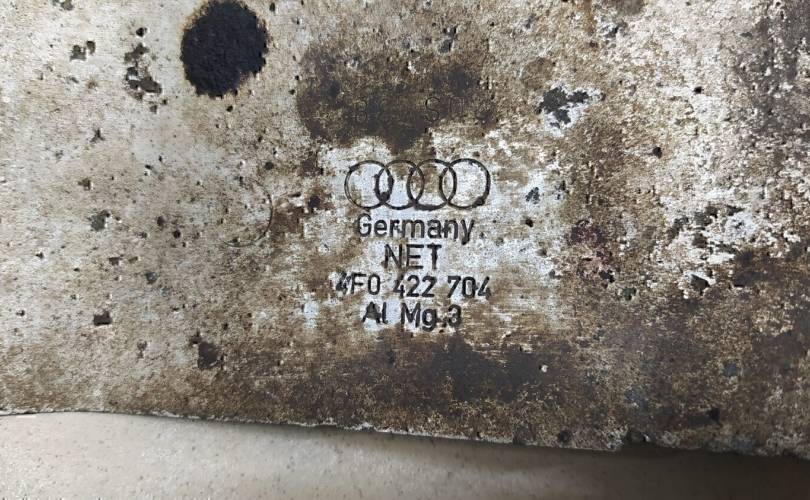 Germany
NET
4F0 422 704
Al Mg 3